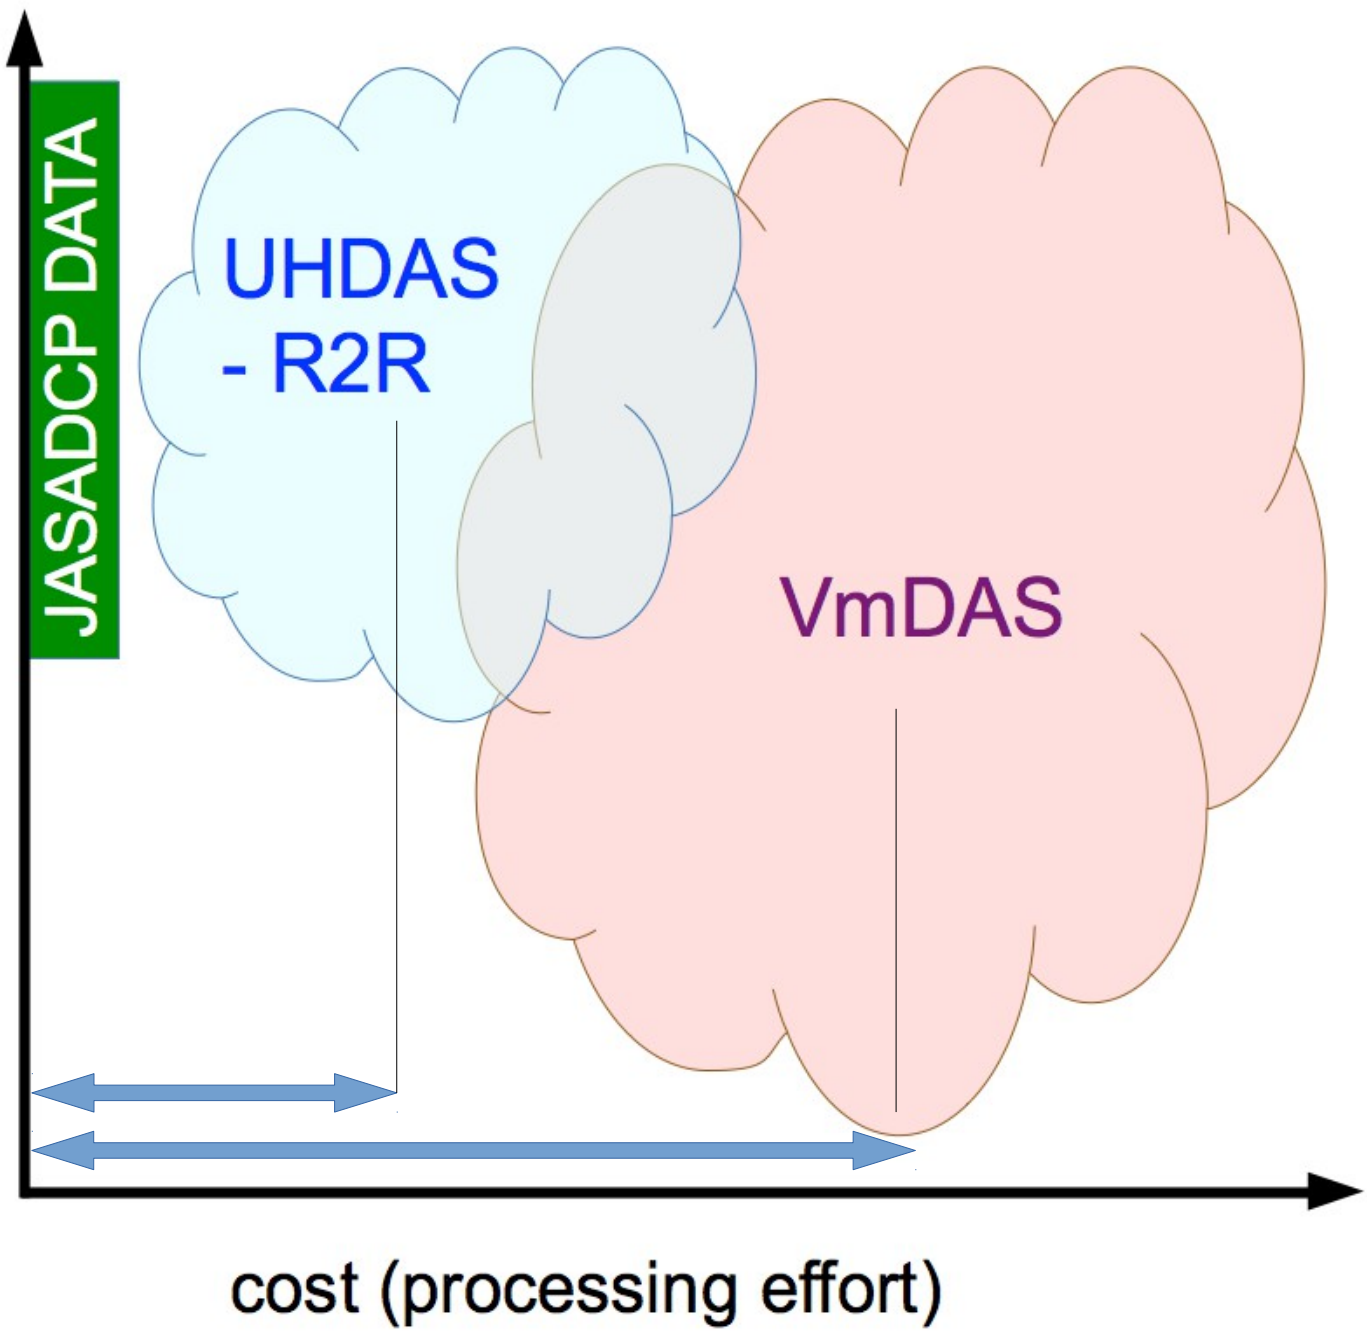 JASADCP DATA
UHDAS
- R2R
VmDAS
cost (processing effort)